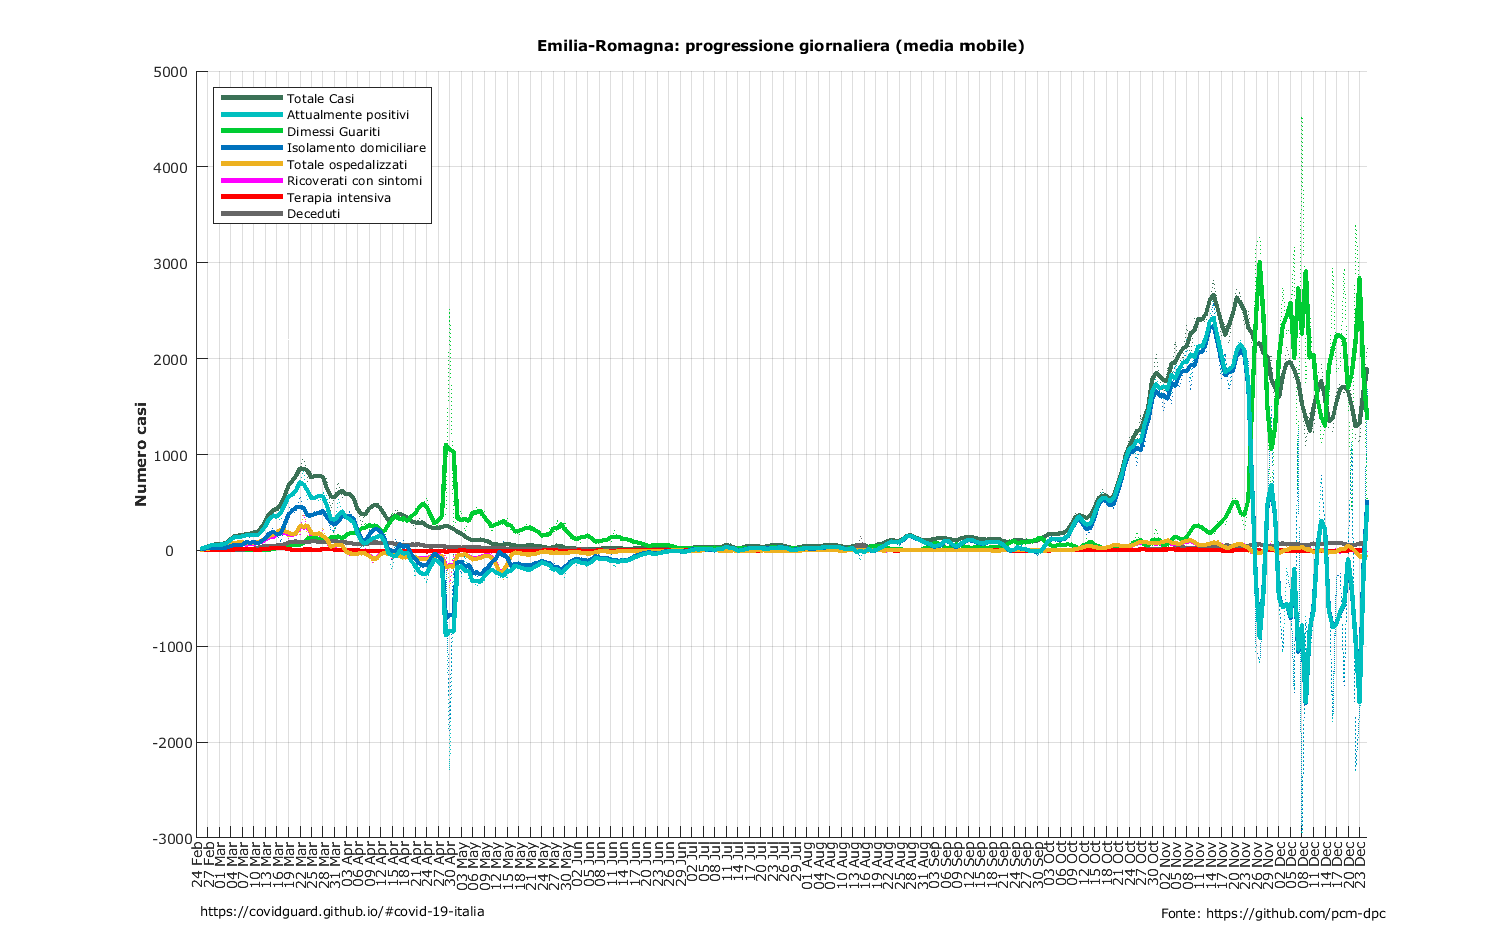 Emilia-Romagna: progressione giornaliera (media mobile)
5000
4000
3000
2000
1000
0
-1000
-2000
-3000
Numero casi
Totale Casi
Attualmente positivi
Dimessi Guariti
Isolamento domiciliare
Totale ospedalizzati
Ricoverati con sintomi
Terapia intensiva
Deceduti
24 Feb
27 Feb
01 Mar
04 Mar
07 Mar
10 Mar
13 Mar
16 Mar
19 Mar
22 Mar
25 Mar
28 Mar
31 Mar
03 Apr
06 Apr
09 Apr
12 Apr
15 Apr
18 Apr
21 Apr
24 Apr
27 Apr
30 Apr
03 May
06 May
09 May
12 May
15 May
18 May
21 May
24 May
27 May
30 May
02 Jun
05 Jun
08 Jun
11 Jun
14 Jun
17 Jun
20 Jun
23 Jun
26 Jun
29 Jun
02 Jul
05 Jul
08 Jul
11 Jul
14 Jul
17 Jul
20 Jul
23 Jul
26 Jul
29 Jul
01 Aug
04 Aug
07 Aug
10 Aug
13 Aug
16 Aug
19 Aug
22 Aug
25 Aug
28 Aug
31 Aug
03 Sep
06 Sep
09 Sep
12 Sep
15 Sep
18 Sep
21 Sep
24 Sep
27 Sep
30 Sep
03 Oct
06 Oct
09 Oct
12 Oct
15 Oct
18 Oct
21 Oct
24 Oct
27 Oct
30 Oct
02 Nov
05 Nov
08 Nov
11 Nov
14 Nov
17 Nov
20 Nov
23 Nov
26 Nov
29 Nov
02 Dec
05 Dec
08 Dec
11 Dec
14 Dec
17 Dec
20 Dec
23 Dec
https://covidguard.github.io/#covid-19-italia
Fonte: https://github.com/pcm-dpc